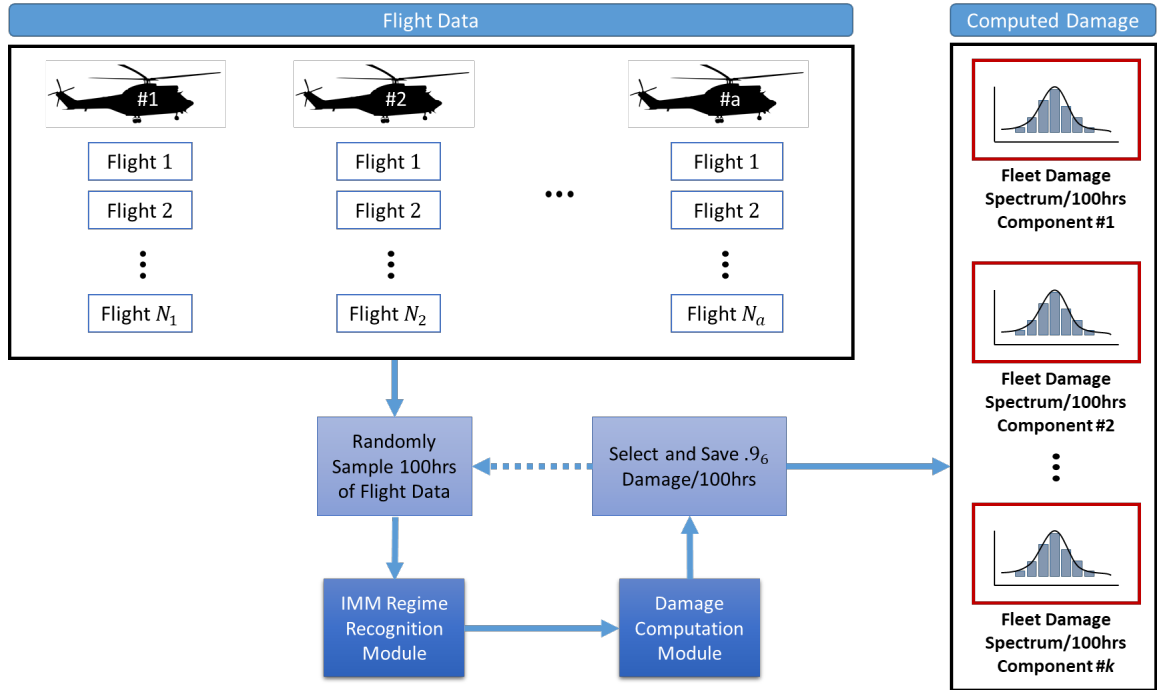 Flight Data
Computed Damage
#1
#2
#a
Flight 1
Flight 1
Flight 1
Flight 2
Flight 2
Flight 2
...
Flight N₁
Flight N₂
Flight Nₐ
Randomly
Sample 100hrs
of Flight Data
Select and Save .9₆
Damage/100hrs
IMM Regime
Recognition
Module
Damage
Computation
Module
Fleet Damage
Spectrum/100hrs
Component #1
Fleet Damage
Spectrum/100hrs
Component #2
Fleet Damage
Spectrum/100hrs
Component #k